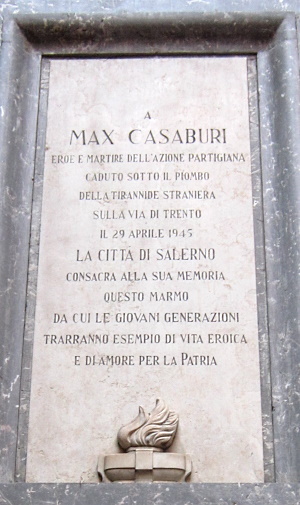 A
MAX CASABURI
EROE E MARTIRE DELL'AZIONE PARTIGIANA
CADUTO SOTTO IL PIOMBO
DELLA TIRANNIDE STRANIERA
SULLA VIA DI TRENTO
IL 29 APRILE 1945
LA CITTÀ DI SALERNO
CONSACRA ALLA SUA MEMORIA
QUESTO MARMO
DA CUI LE GIOVANI GENERAZIONI
TRARRANNO ESEMPIO DI VITA EROICA
E DI AMORE PER LA PATRIA